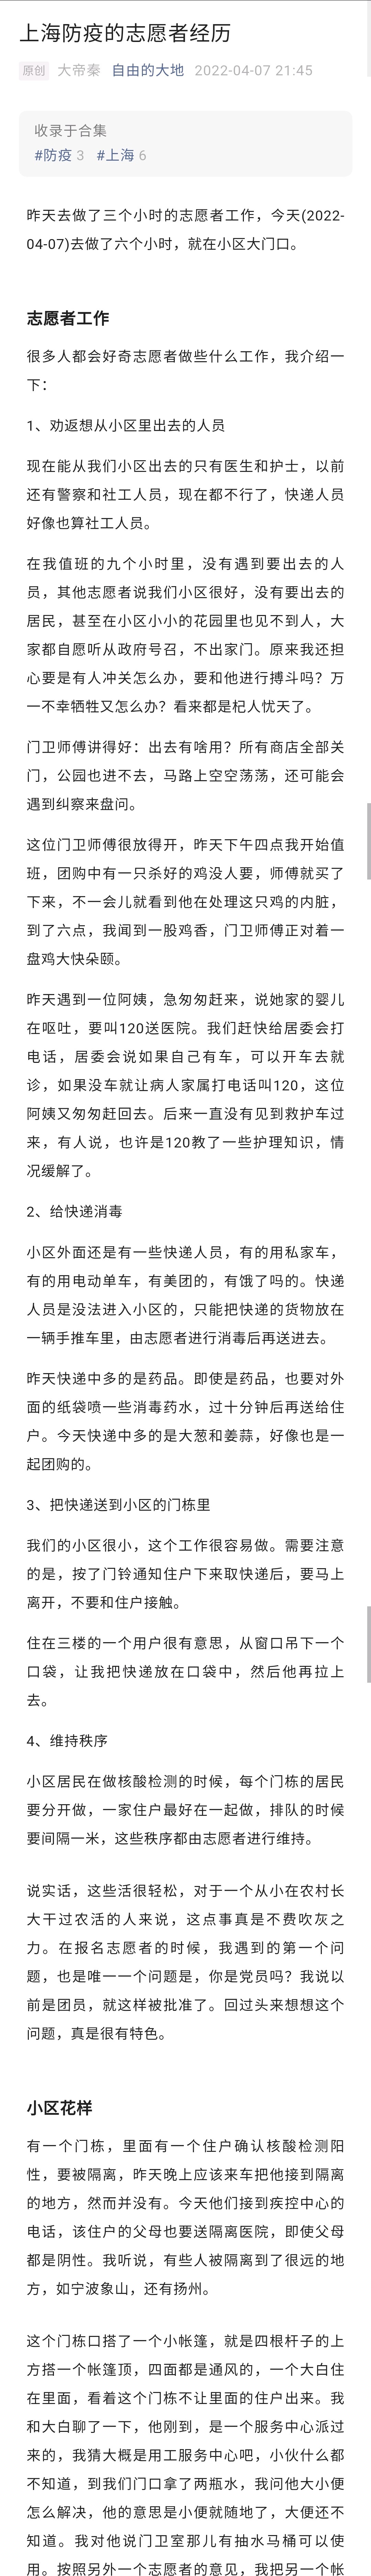 上海防疫的志愿者经历
原创 大帝秦 自由的大地 2022-04-07 21:45
收录于合集
#防疫 3 #上海 6
昨天去做了三个小时的志愿者工作，今天(2022-
04-07)去做了六个小时，就在小区大门口。
志愿者工作
很多人都会好奇志愿者做些什么工作，我介绍一
下：
1、劝返想从小区里出去的人员
现在能从我们小区出去的只有医生和护士，以前
还有警察和社工人员，现在都不行了，快递人员
好像也算社工人员。
在我值班的九个小时里，没有遇到要出去的人
员，其他志愿者说我们小区很好，没有要出去的
居民，甚至在小区小小的花园里也见不到人，大
家都自愿听从政府号召，不出家门。原来我还担
心要是有人冲关怎么办，要和他进行搏斗吗？万
一不幸牺牲又怎么办？看来都是杞人忧天了。
门卫师傅讲得好：出去有啥用？所有商店全部关
门，公园也进不去，马路上空空荡荡，还可能会
遇到纠察来盘问。
这位门卫师傅很放得开，昨天下午四点我开始值
班，团购中有一只杀好的鸡没人要，师傅就买了
下来，不一会儿就看到他在处理这只鸡的内脏，
到了六点，我闻到一股鸡香，门卫师傅正对着一
盘鸡大快朵颐。
昨天遇到一位阿姨，急匆匆赶来，说她家的婴儿
在呕吐，要叫120送医院。我们赶快给居委会打
电话，居委会说如果自己有车，可以开车去就
诊，如果没车就让病人家属打电话叫120，这位
阿姨又匆匆赶回去。后来一直没有见到救护车过
来，有人说，也许是120教了一些护理知识，情
况缓解了。
2、给快递消毒
小区外面还是有一些快递人员，有的用私家车，
有的用电动单车，有美团的，有饿了吗的。快递
人员是没法进入小区的，只能把快递的货物放在
一辆手推车里，由志愿者进行消毒后再送进去。
昨天快递中多的是药品。即使是药品，也要对外
面的纸袋喷一些消毒药水，过十分钟后再送给住
户。今天快递中多的是大葱和姜蒜，好像也是一
起团购的。
3、把快递送到小区的门栋里
我们的小区很小，这个工作很容易做。需要注意
的是，按了门铃通知住户下来取快递后，要马上
离开，不要和住户接触。
住在三楼的一个用户很有意思，从窗口吊下一个
口袋，让我把快递放在口袋中，然后他再拉上
去。
4、维持秩序
小区居民在做核酸检测的时候，每个门栋的居民
要分开做，一家住户最好在一起做，排队的时候
要间隔一米，这些秩序都由志愿者进行维持。
说实话，这些活很轻松，对于一个从小在农村长
大干过农活的人来说，这点事真是不费吹灰之
力。在报名志愿者的时候，我遇到的第一个问
题，也是唯一一个问题是，你是党员吗？我说以
前是团员，就这样被批准了。回过头来想想这个
问题，真是很有特色。
小区花样
有一个门栋，里面有一个住户确认核酸检测阳
性，要被隔离，昨天晚上应该来车把他接到隔离
的地方，然而并没有。今天他们接到疾控中心的
电话，该住户的父母也要送隔离医院，即使父母
都是阴性。我听说，有些人被隔离到了很远的地
方，如宁波象山，还有扬州。
这个门栋口搭了一个小帐篷，就是四根杆子的上
方搭一个帐篷顶，四面都是通风的，一个大白住
在里面，看着这个门栋不让里面的住户出来。我
和大白聊了一下，他刚到，是一个服务中心派过
来的，我猜大概是用工服务中心吧，小伙什么都
不知道，到我们门口拿了两瓶水，我问他大小便
怎么解决，他的意思是小便就随地了，大便还不
知道。我对他说门卫室那儿有抽水马桶可以使
用。按照另外一个志愿者的意见，我把另一个帐